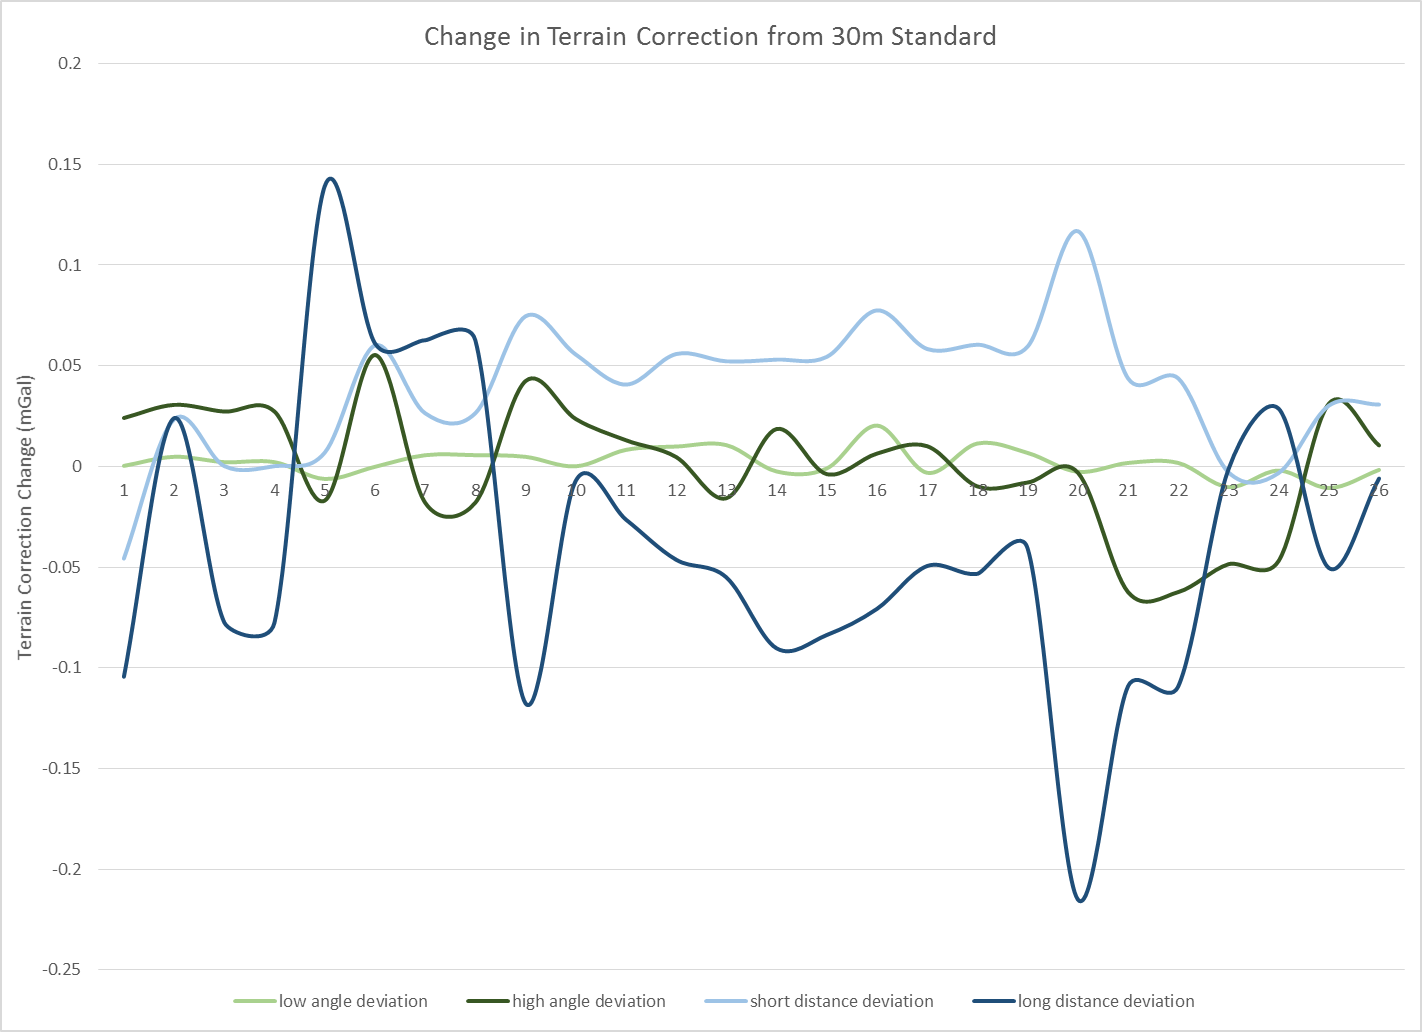 Change in Terrain Correction from 30m Standard
0.2
0.15
0.1
0.05
0
-0.05
-0.1
-0.15
-0.2
-0.25
Terrain Correction Change (mGal)
1 2 3 4 5 6 7 8 9 10 11 12 13 14 15 16 17 18 19 20 21 22 23 24 25 26
low angle deviation high angle deviation short distance deviation long distance deviation